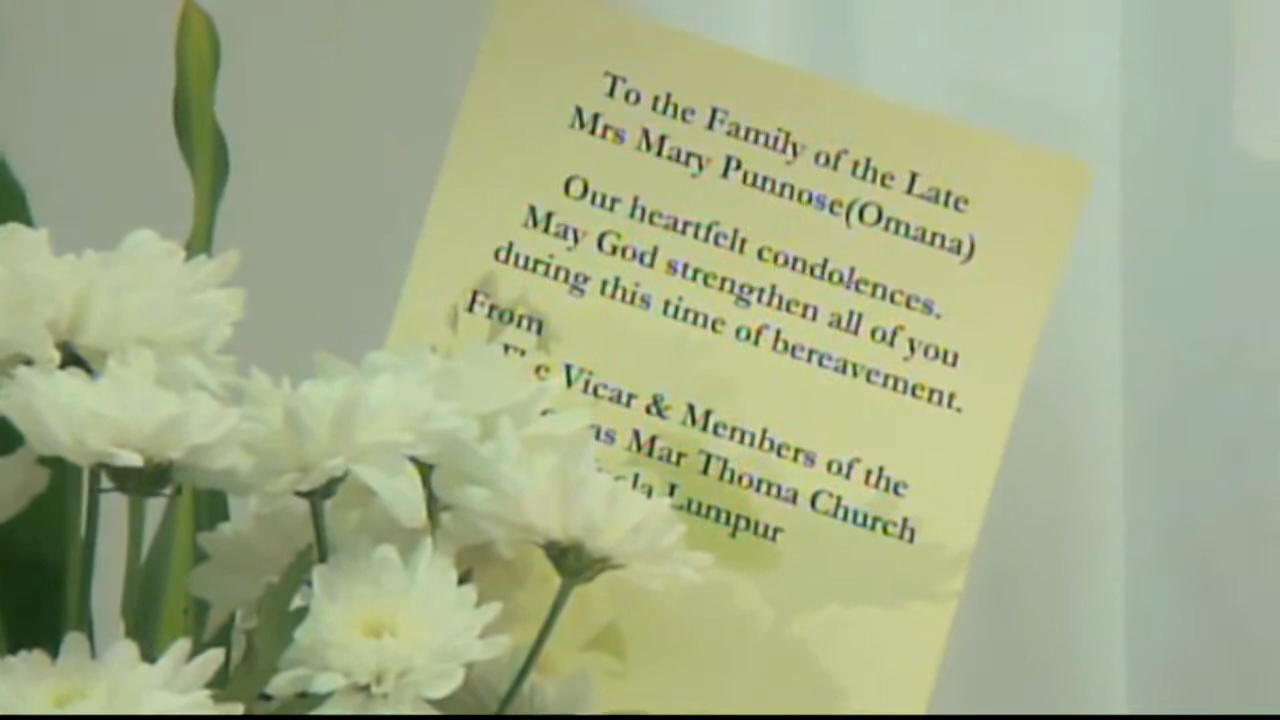 To the Family of the Late
Mrs Mary Punnose(Omana)
Our heartfelt condolences.
May God strengthen all of you
during this time of bereavement.
From
Vicar & Members of the
Mar Thoma Church
Lumpur